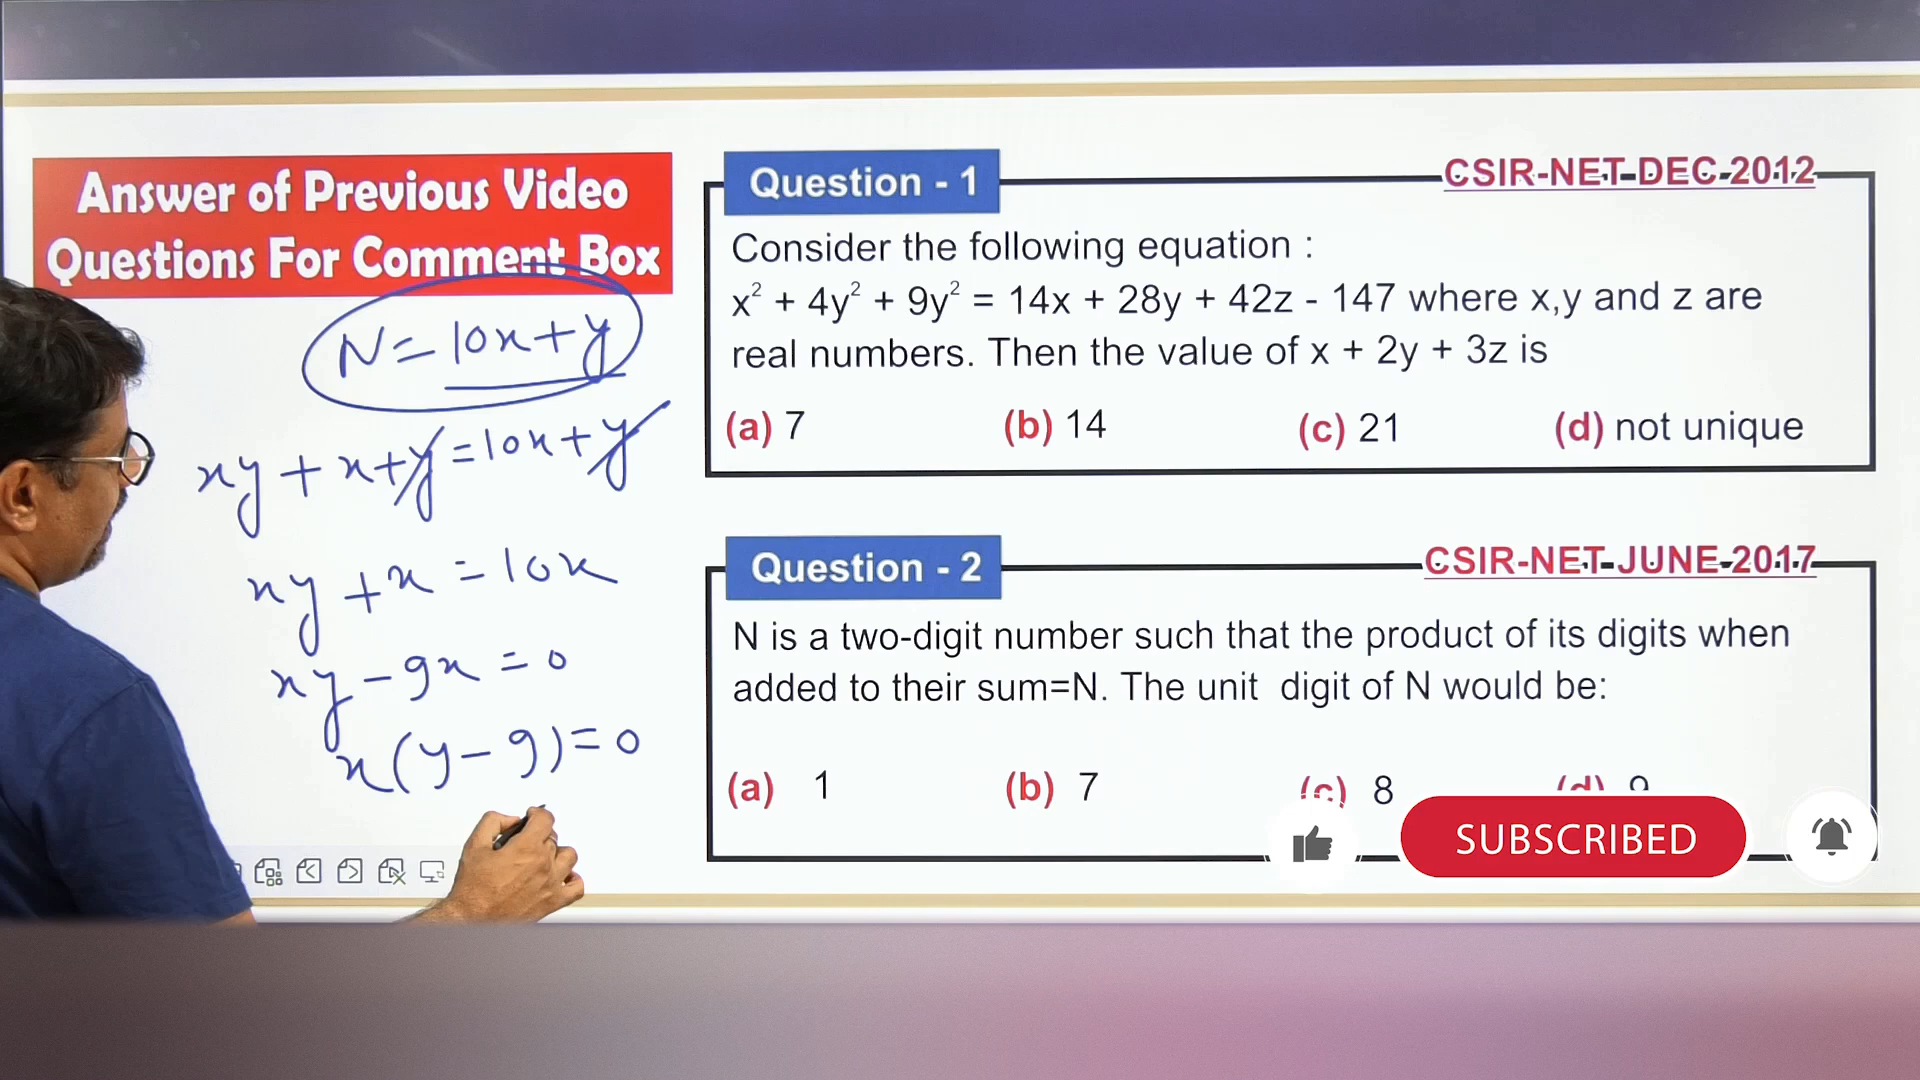 Answer of Previous Video
Questions For Comment Box
N = 10x + y
xy + x + y = 10x + y
xy + x = 10x
xy - 9x = 0
x(y - 9) = 0
Question - 1
CSIR-NET-DEC-2012
Consider the following equation :
x² + 4y² + 9y² = 14x + 28y + 42z - 147 where x,y and z are
real numbers. Then the value of x + 2y + 3z is
(a) 7 (b) 14 (c) 21 (d) not unique
Question - 2
CSIR-NET-JUNE-2017
N is a two-digit number such that the product of its digits when
added to their sum=N. The unit digit of N would be:
(a) 1 (b) 7 (c) 8 (d) 9
SUBSCRIBED